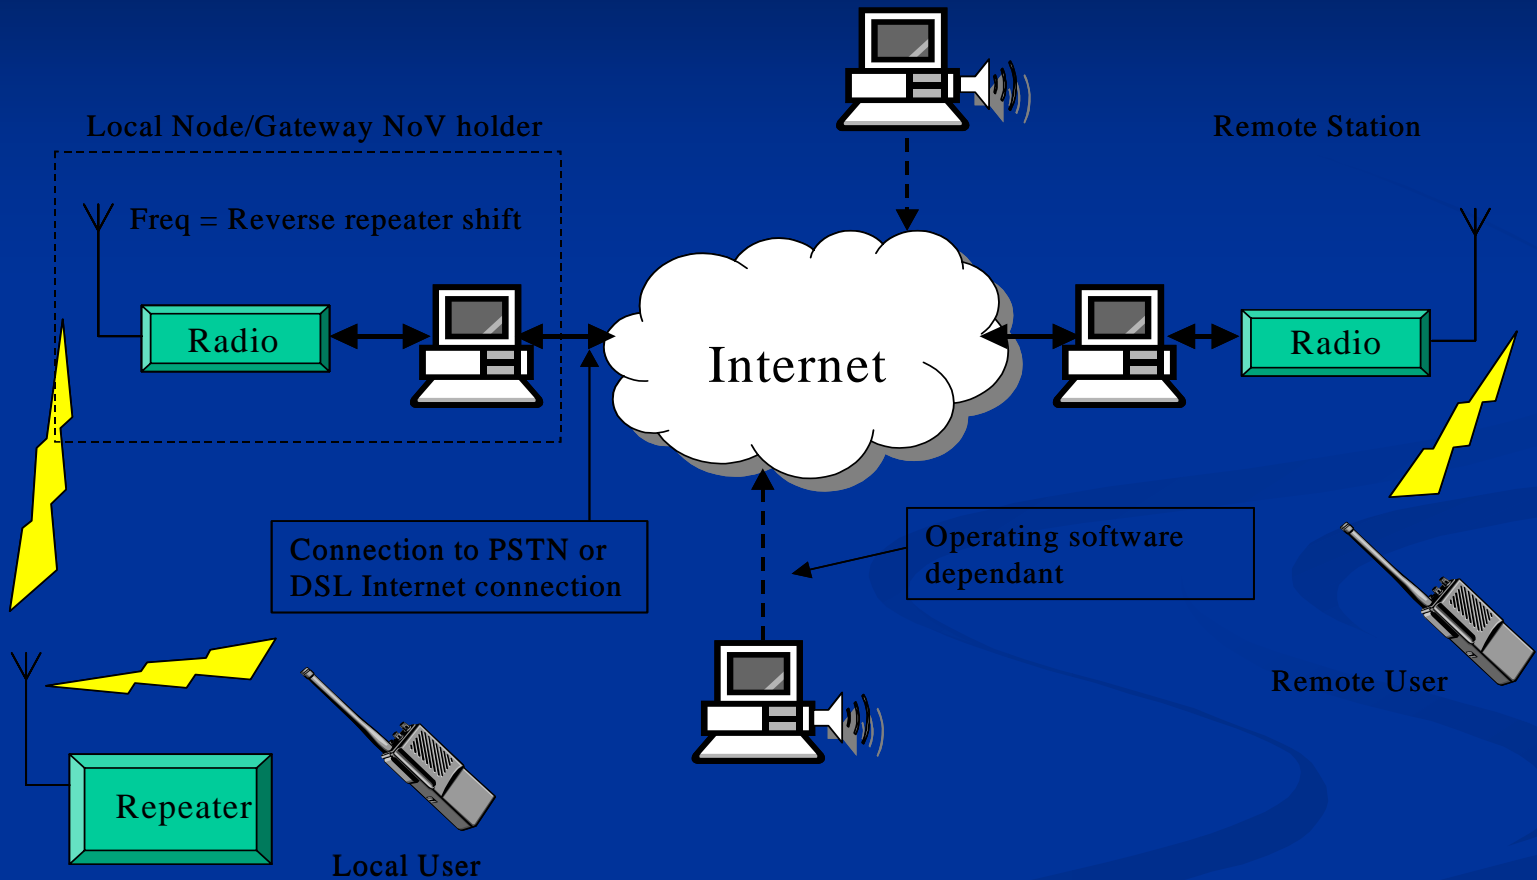 Local Node/Gateway NoV holder
Remote Station
Freq = Reverse repeater shift
Radio
Internet
Radio
Connection to PSTN or
DSL Internet connection
Operating software
dependant
Remote User
Repeater
Local User